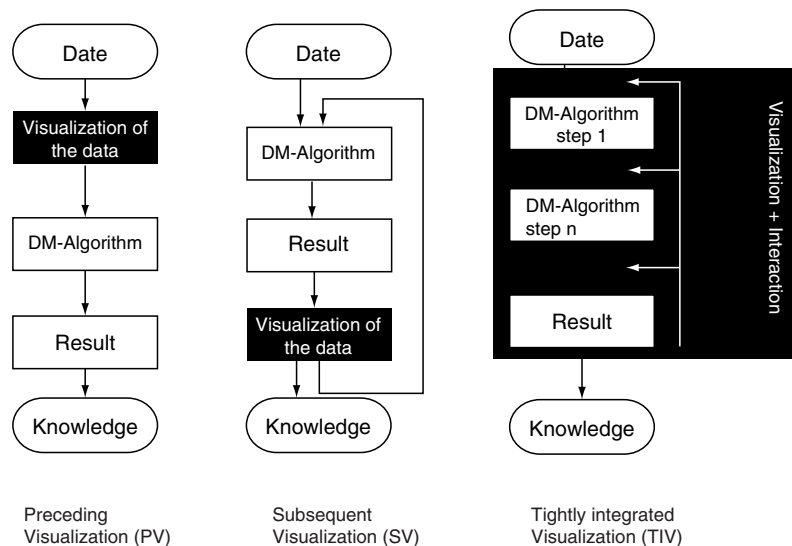 Date
Visualization of
the data
DM-Algorithm
Result
Knowledge
Preceding
Visualization (PV)
Date
DM-Algorithm
Result
Visualization of
the data
Knowledge
Subsequent
Visualization (SV)
Date
DM-Algorithm
step 1
DM-Algorithm
step n
Result
Visualization + Interaction
Knowledge
Tightly integrated
Visualization (TIV)